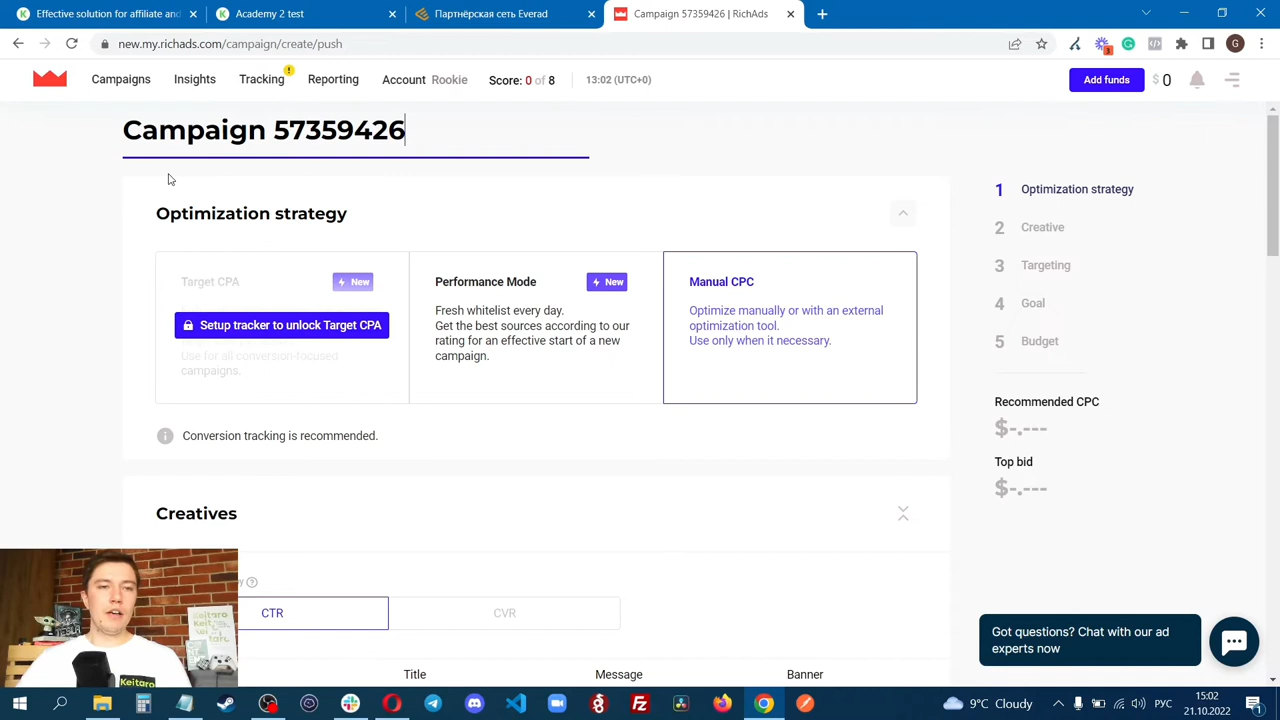 Effective solution for affiliate an
Tracking 2 test
Партнёрская сеть Everad
Campaign 57359426 | RichAds
new.my.richads.com/campaign/create/push
3
G
Campaigns
Insights
Tracking
!
Reporting
Account Rookie
Score: 0 of 8
13:02 (UTC+0)
Add funds
$ 0
Campaign 57359426
Optimization strategy
Target CPA
New
Setup tracker to unlock Target CPA
Use for all conversion-focused
campaigns.
Performance Mode
New
Fresh whitelist every day.
Get the best sources according to our
rating for an effective start of a new
campaign.
Manual CPC
Optimize manually or with an external
optimization tool.
Use only when it necessary.
i
Conversion tracking is recommended.
1 Optimization strategy
2 Creative
3 Targeting
4 Goal
5 Budget
Recommended CPC
$-.---
Top bid
$-.---
Creatives
y ?
CTR
CVR
Title
Message
Banner
Got questions? Chat with our ad
experts now
TESLA
Keitaro
Keitaro
9°C Cloudy
РУС
15:02
21.10.2022
1